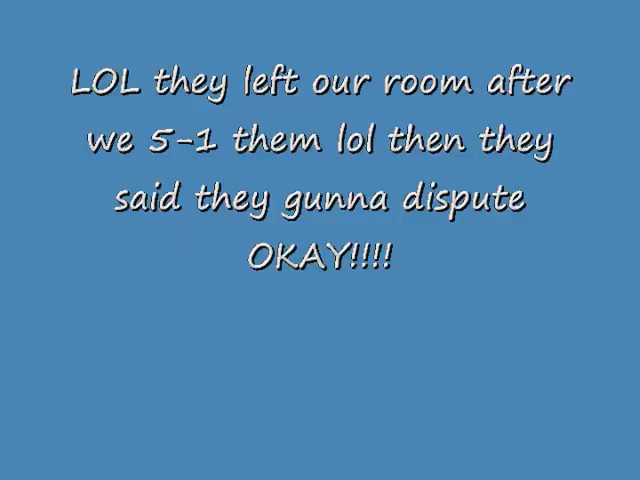 LOL they left our room after
we 5-1 them lol then they
said they gunna dispute
OKAY!!!!